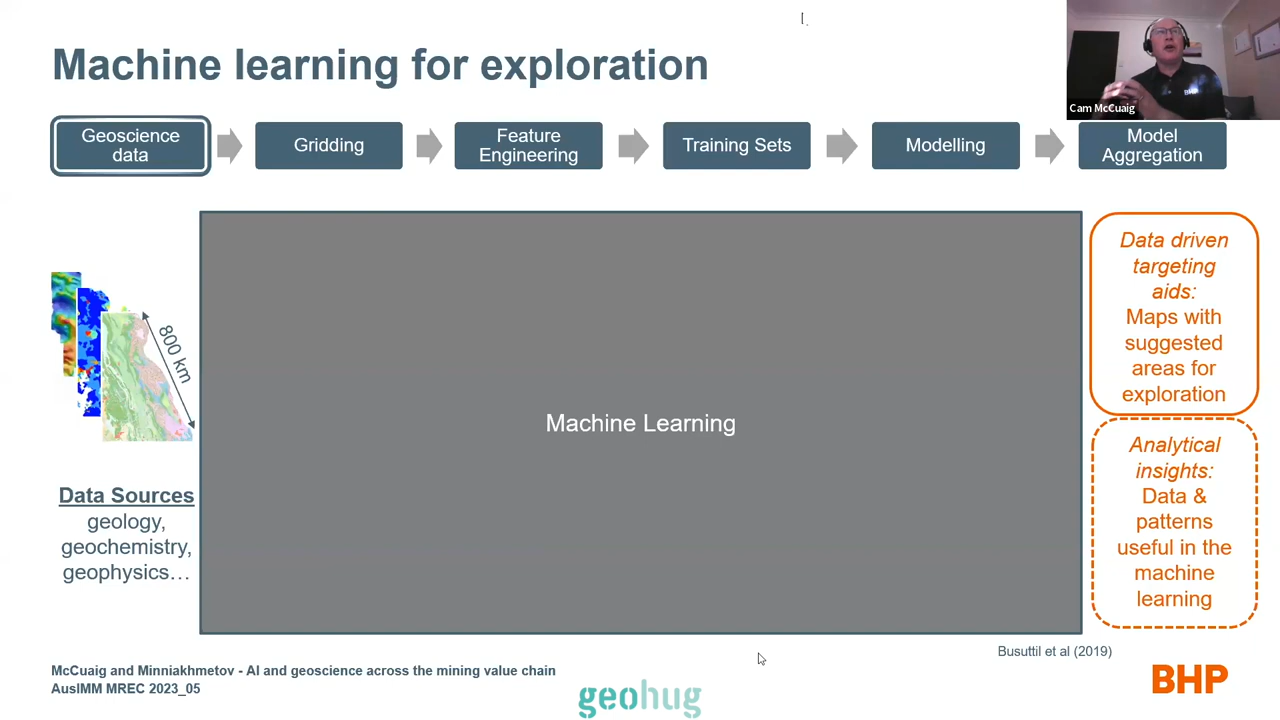 Machine learning for exploration
Cam McCuaig
BHP
Geoscience
data
Gridding
Feature
Engineering
Training Sets
Modelling
Model
Aggregation
800 km
Data Sources
geology,
geochemistry,
geophysics…
Machine Learning
Data driven
targeting
aids:
Maps with
suggested
areas for
exploration
Analytical
insights:
Data &
patterns
useful in the
machine
learning
Busuttil et al (2019)
McCuaig and Minniakhmetov - AI and geoscience across the mining value chain
AusIMM MREC 2023_05
geohug
BHP